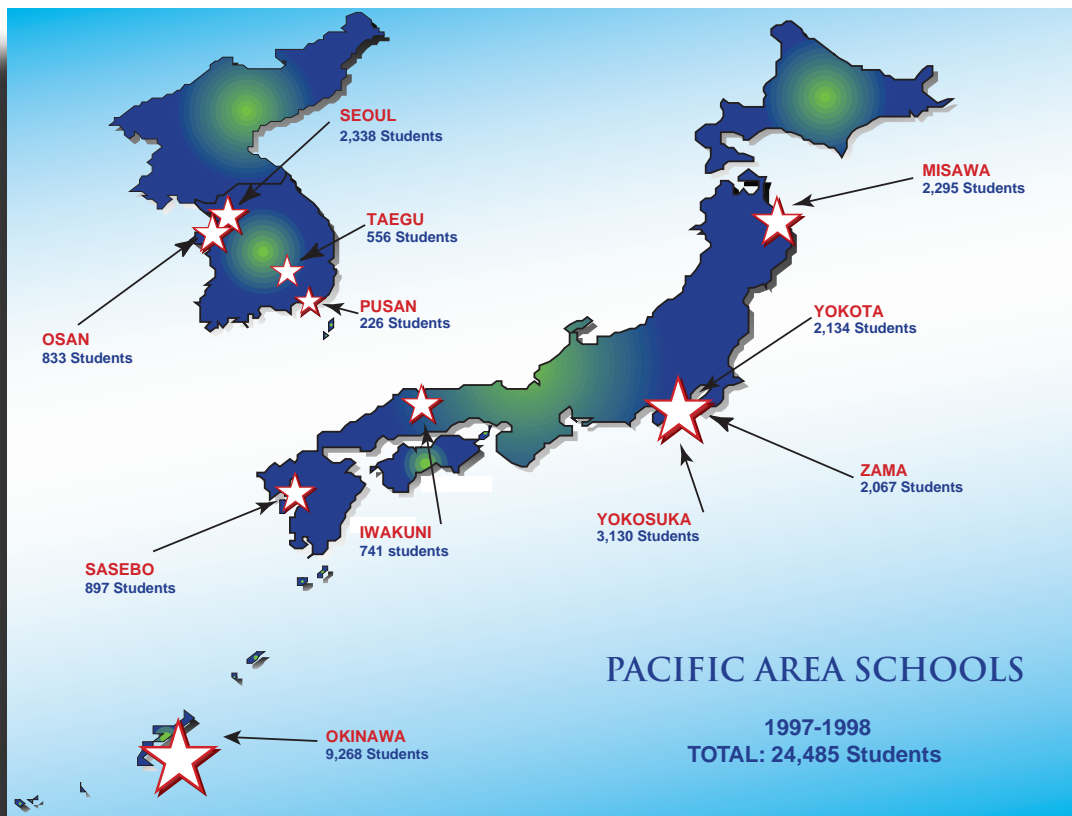 SEOUL
2,338 Students
TAEGU
556 Students
PUSAN
226 Students
OSAN
833 Students
MISAWA
2,295 Students
YOKOTA
2,134 Students
ZAMA
2,067 Students
YOKOSUKA
3,130 Students
IWAKUNI
741 students
SASEBO
897 Students
OKINAWA
9,268 Students
PACIFIC AREA SCHOOLS
1997-1998
TOTAL: 24,485 Students